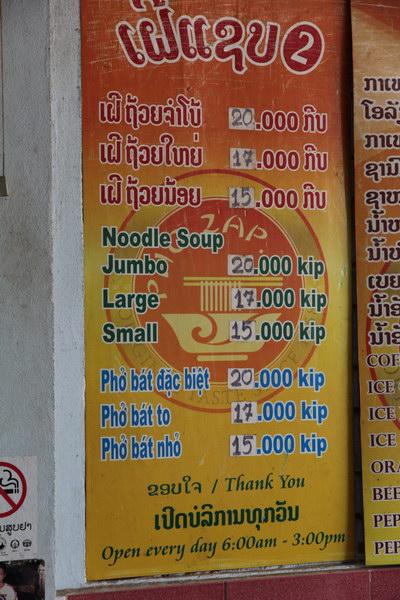 ເຝີແຊບ 2
ເຝີ ຖ້ວຍຈຳໂບ້ 20.000 ກີບ
ເຝີ ຖ້ວຍໃຫຍ່ 17.000 ກີບ
ເຝີ ຖ້ວຍນ້ອຍ 15.000 ກີບ
PHO ZAP.
Noodle Soup
Jumbo 20.000 kip
Large 17.000 kip
Small 15.000 kip
Phở bát đặc biệt 20.000 kip
Phở bát to 17.000 kip
Phở bát nhỏ 15.000 kip
TASTE
ຂອບໃຈ / Thank You
ເປີດບໍລິການທຸກວັນ
Open every day 6:00am - 3:00pm
ICE
ICE
ICE
ORA
BEE
PEP
PEP